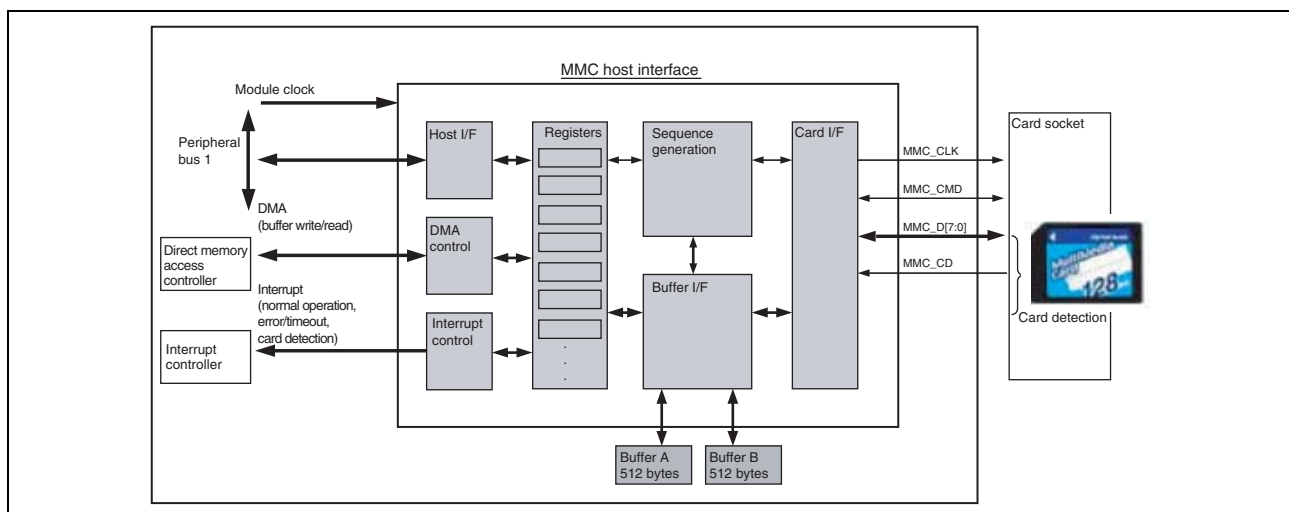 MMC host interface
Module clock
Peripheral
bus 1
DMA
(buffer write/read)
Direct memory
access
controller
Interrupt
(normal operation,
error/timeout,
card detection)
Interrupt
controller
Host I/F
DMA
control
Interrupt
control
Registers
.
.
.
Sequence
generation
Buffer I/F
Card I/F
Buffer A
512 bytes
Buffer B
512 bytes
MMC_CLK
MMC_CMD
MMC_D[7:0]
MMC_CD
Card socket
MultiMedia
Card
128
Card detection